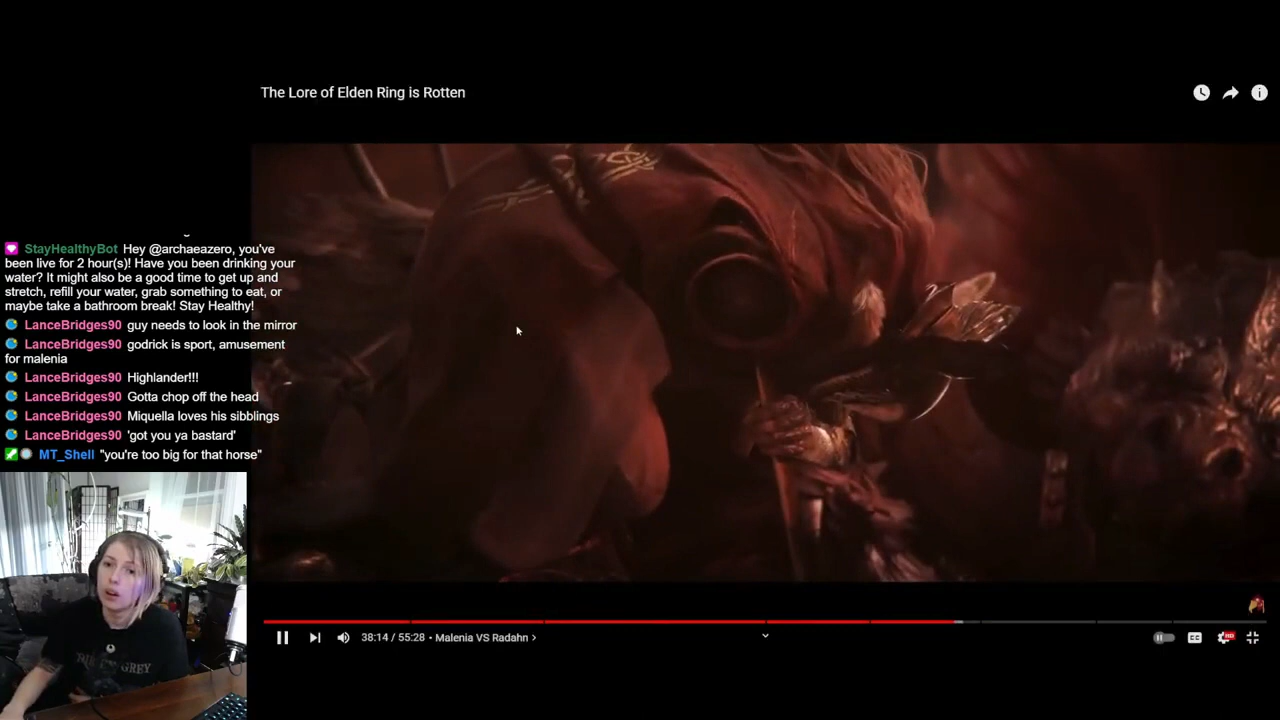 The Lore of Elden Ring is Rotten
StayHealthyBot Hey @archaeazero, you've
been live for 2 hour(s)! Have you been drinking your
water? It might also be a good time to get up and
stretch, refill your water, grab something to eat, or
maybe take a bathroom break! Stay Healthy!
LanceBridges90 guy needs to look in the mirror
LanceBridges90 godrick is sport, amusement
for malenia
LanceBridges90 Highlander!!!
LanceBridges90 Gotta chop off the head
LanceBridges90 Miquella loves his sibblings
LanceBridges90 'got you ya bastard'
MT_Shell "you're too big for that horse"
38:14 / 55:28 • Malenia VS Radahn >
CC
HD